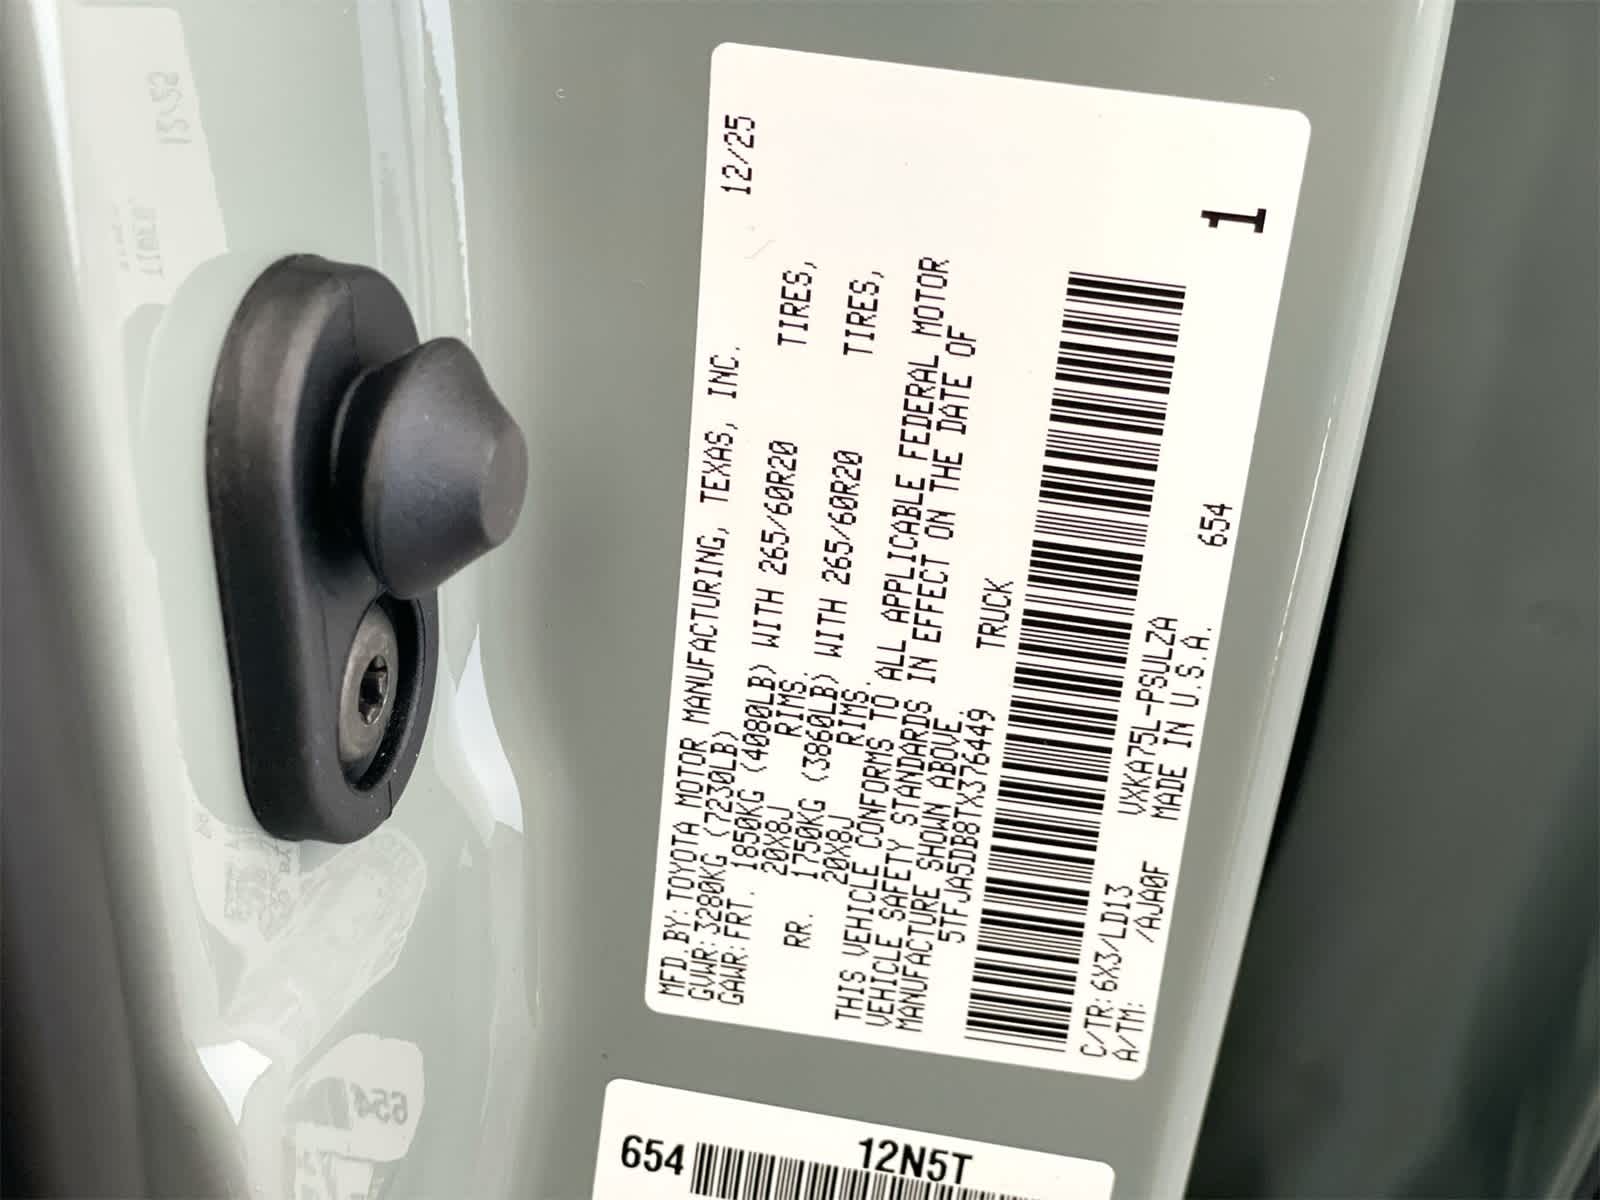 12/25
MFD.BY:TOYOTA MOTOR MANUFACTURING, TEXAS, INC.
GVWR:3280KG (7230LB)
GAWR:FRT. 1850KG (4080LB) WITH 265/60R20 TIRES,
20X8J RIMS.
RR. 1750KG (3860LB) WITH 265/60R20 TIRES,
20X8J RIMS.
THIS VEHICLE CONFORMS TO ALL APPLICABLE FEDERAL MOTOR
VEHICLE SAFETY STANDARDS IN EFFECT ON THE DATE OF
MANUFACTURE SHOWN ABOVE.
5TFJA5DB8TX376449 TRUCK
C/TR:6X3/LD13 VXKA75L-PSULZA
A/TM: /AJA0F MADE IN U.S.A. 654
1
654 12N5T